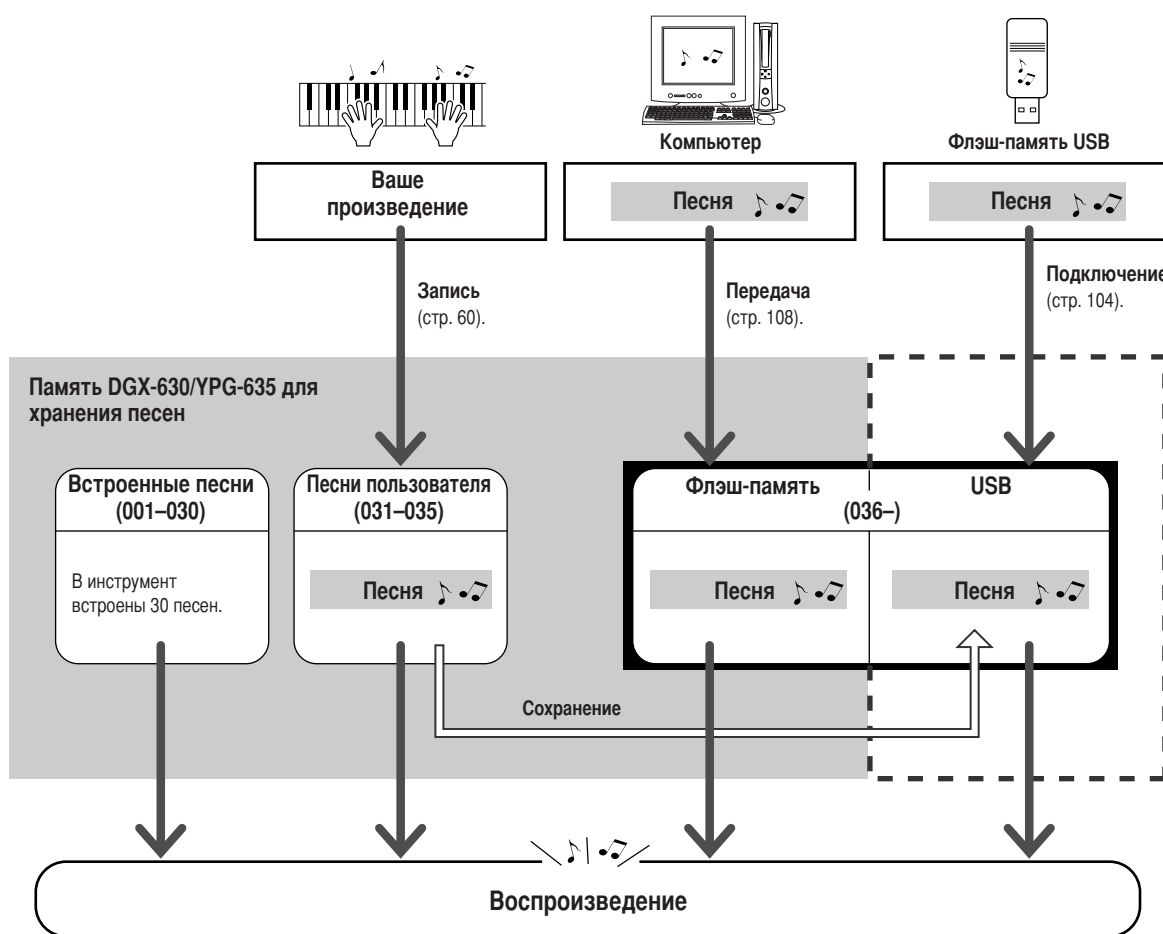 Компьютер
Флэш-память USB
Ваше
произведение
Песня
Песня
Запись
(стр. 60).
Передача
(стр. 108).
Подключение
(стр. 104).
Память DGX-630/YPG-635 для
хранения песен
Встроенные песни
(001–030)
В инструмент
встроены 30 песен.
Песни пользователя
(031–035)
Песня
Флэш-память
USB
(036–)
Песня
Песня
Сохранение
Воспроизведение